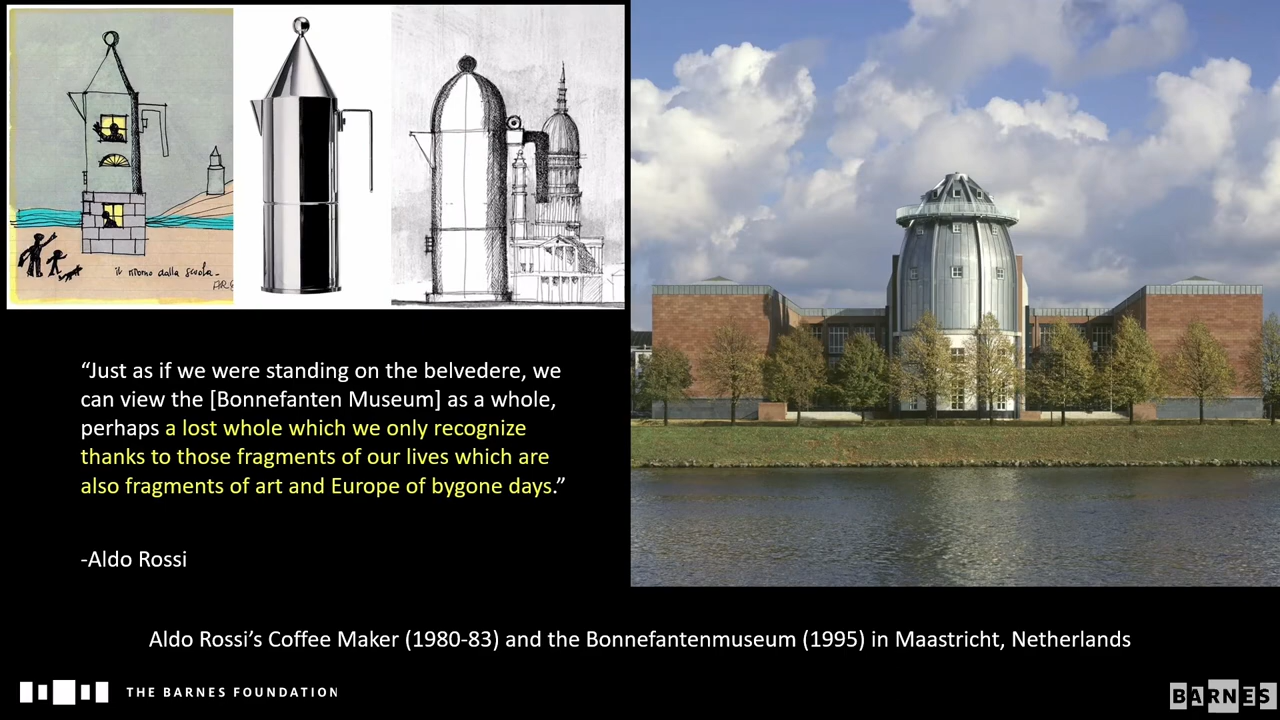 il ritorno dalla scuola-
“Just as if we were standing on the belvedere, we
can view the [Bonnefanten Museum] as a whole,
perhaps a lost whole which we only recognize
thanks to those fragments of our lives which are
also fragments of art and Europe of bygone days.”
-Aldo Rossi
Aldo Rossi’s Coffee Maker (1980-83) and the Bonnefantenmuseum (1995) in Maastricht, Netherlands
THE BARNES FOUNDATION
BARNES